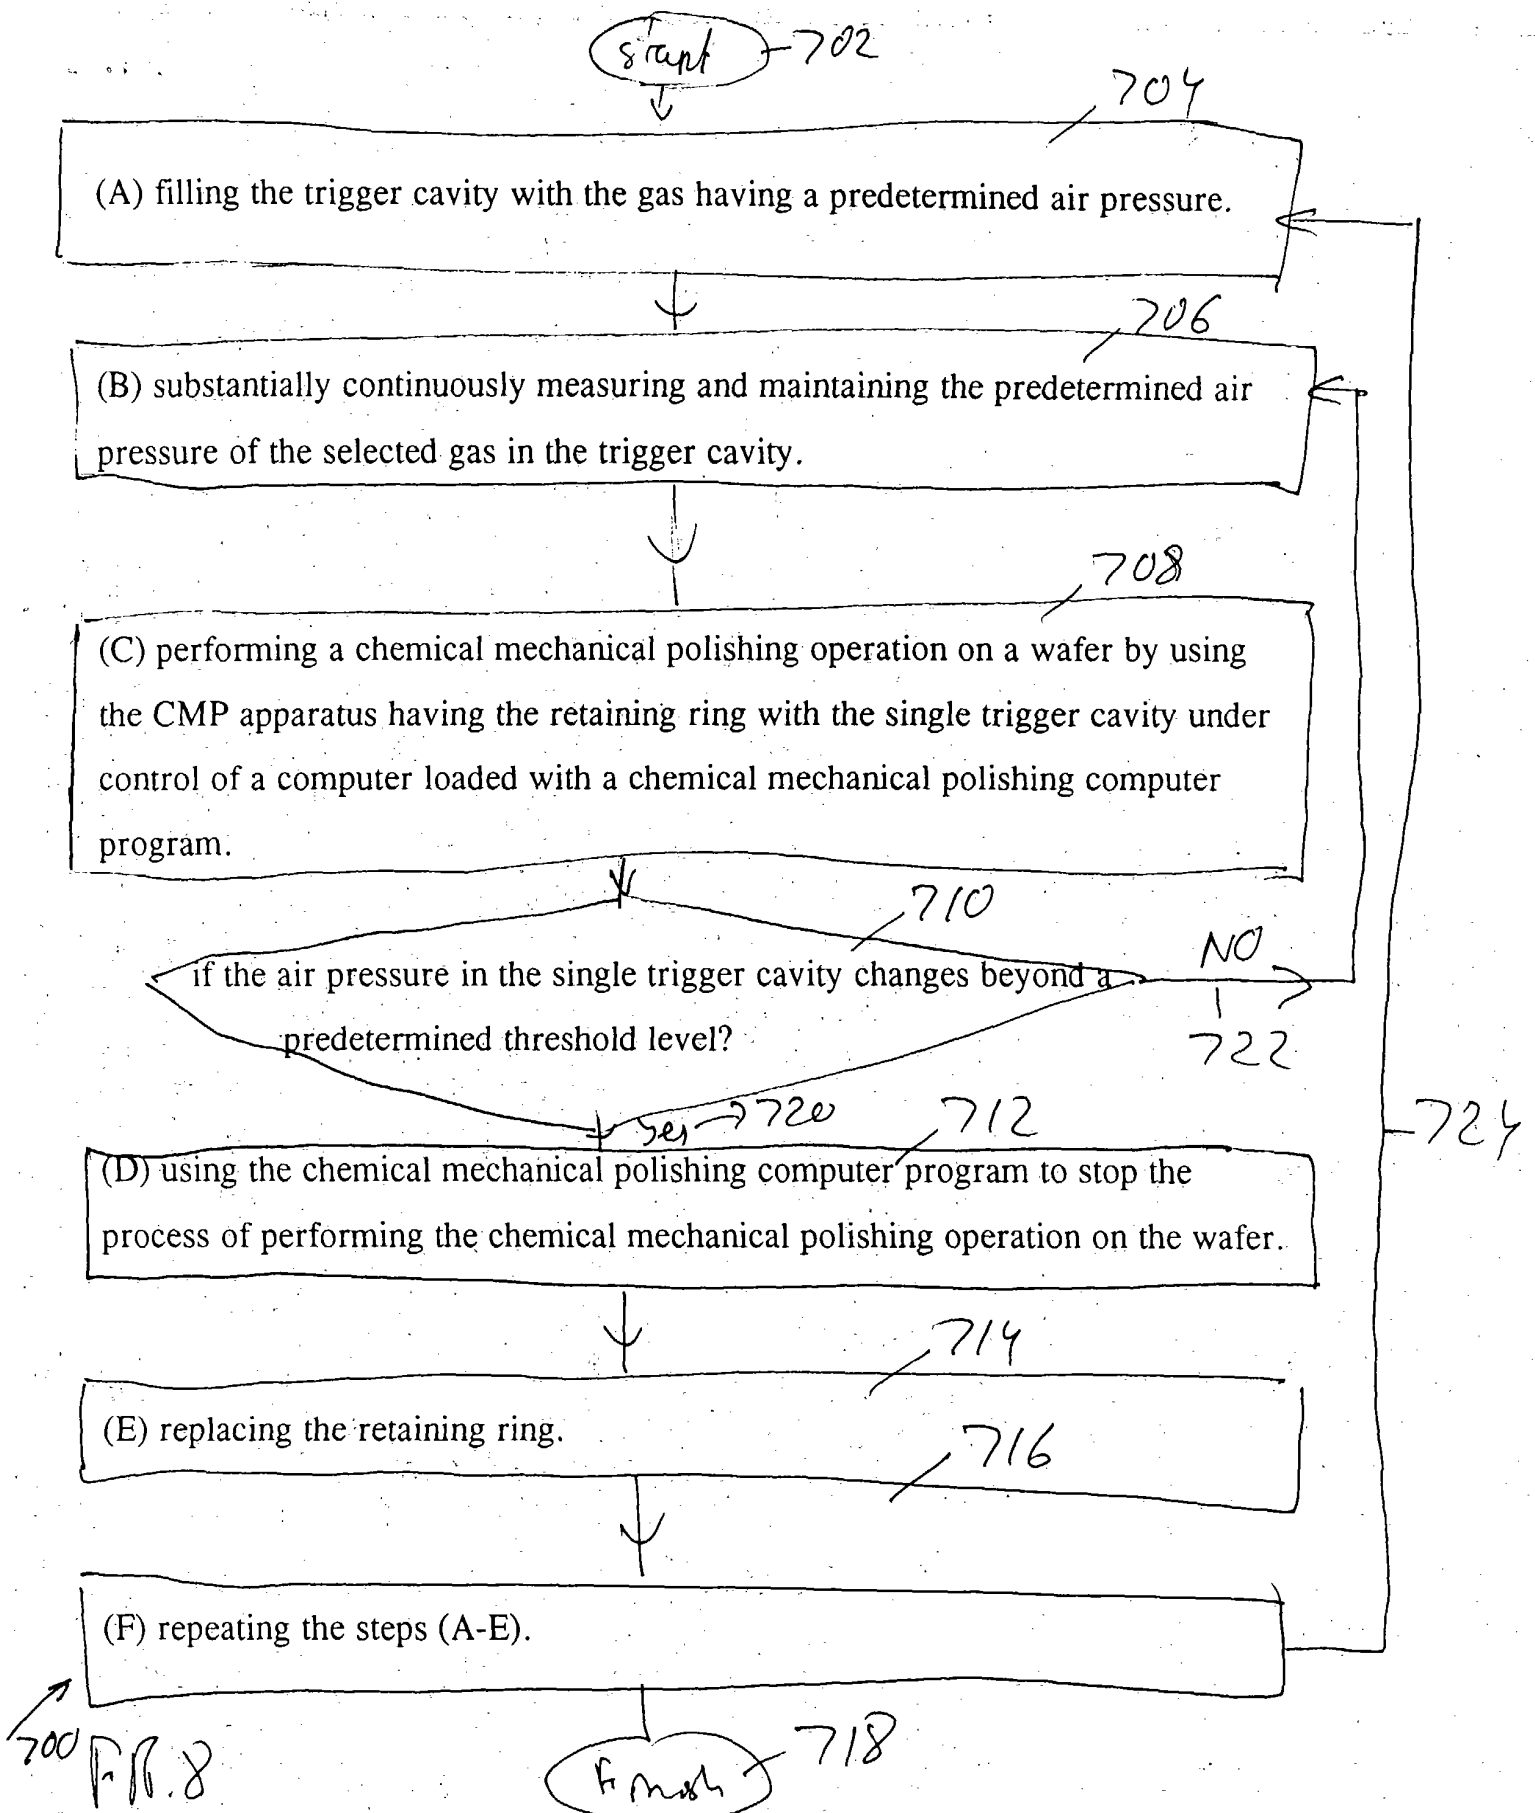 start 702
704
(A) filling the trigger cavity with the gas having a predetermined air pressure.
706
(B) substantially continuously measuring and maintaining the predetermined air
pressure of the selected gas in the trigger cavity.
708
(C) performing a chemical mechanical polishing operation on a wafer by using
the CMP apparatus having the retaining ring with the single trigger cavity under
control of a computer loaded with a chemical mechanical polishing computer
program.
710
NO
if the air pressure in the single trigger cavity changes beyond a
predetermined threshold level?
722
yes 720
712
724
(D) using the chemical mechanical polishing computer program to stop the
process of performing the chemical mechanical polishing operation on the wafer.
714
(E) replacing the retaining ring.
716
(F) repeating the steps (A-E).
700
FIG.8
Finish 718